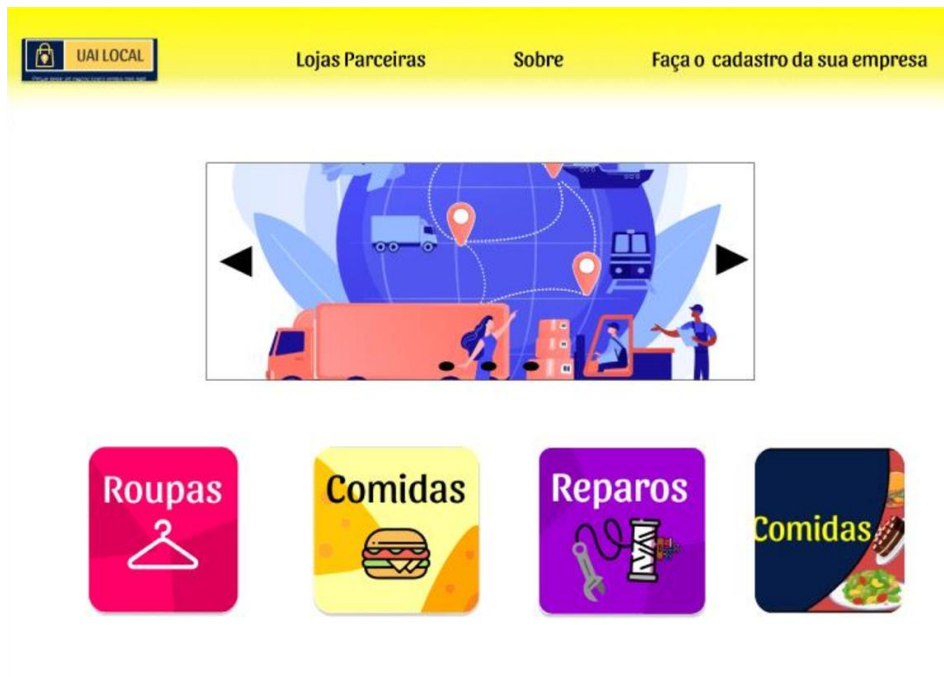 UAI LOCAL
Lojas Parceiras
Sobre
Faça o cadastro da sua empresa
Roupas
Comidas
Reparos
Comidas